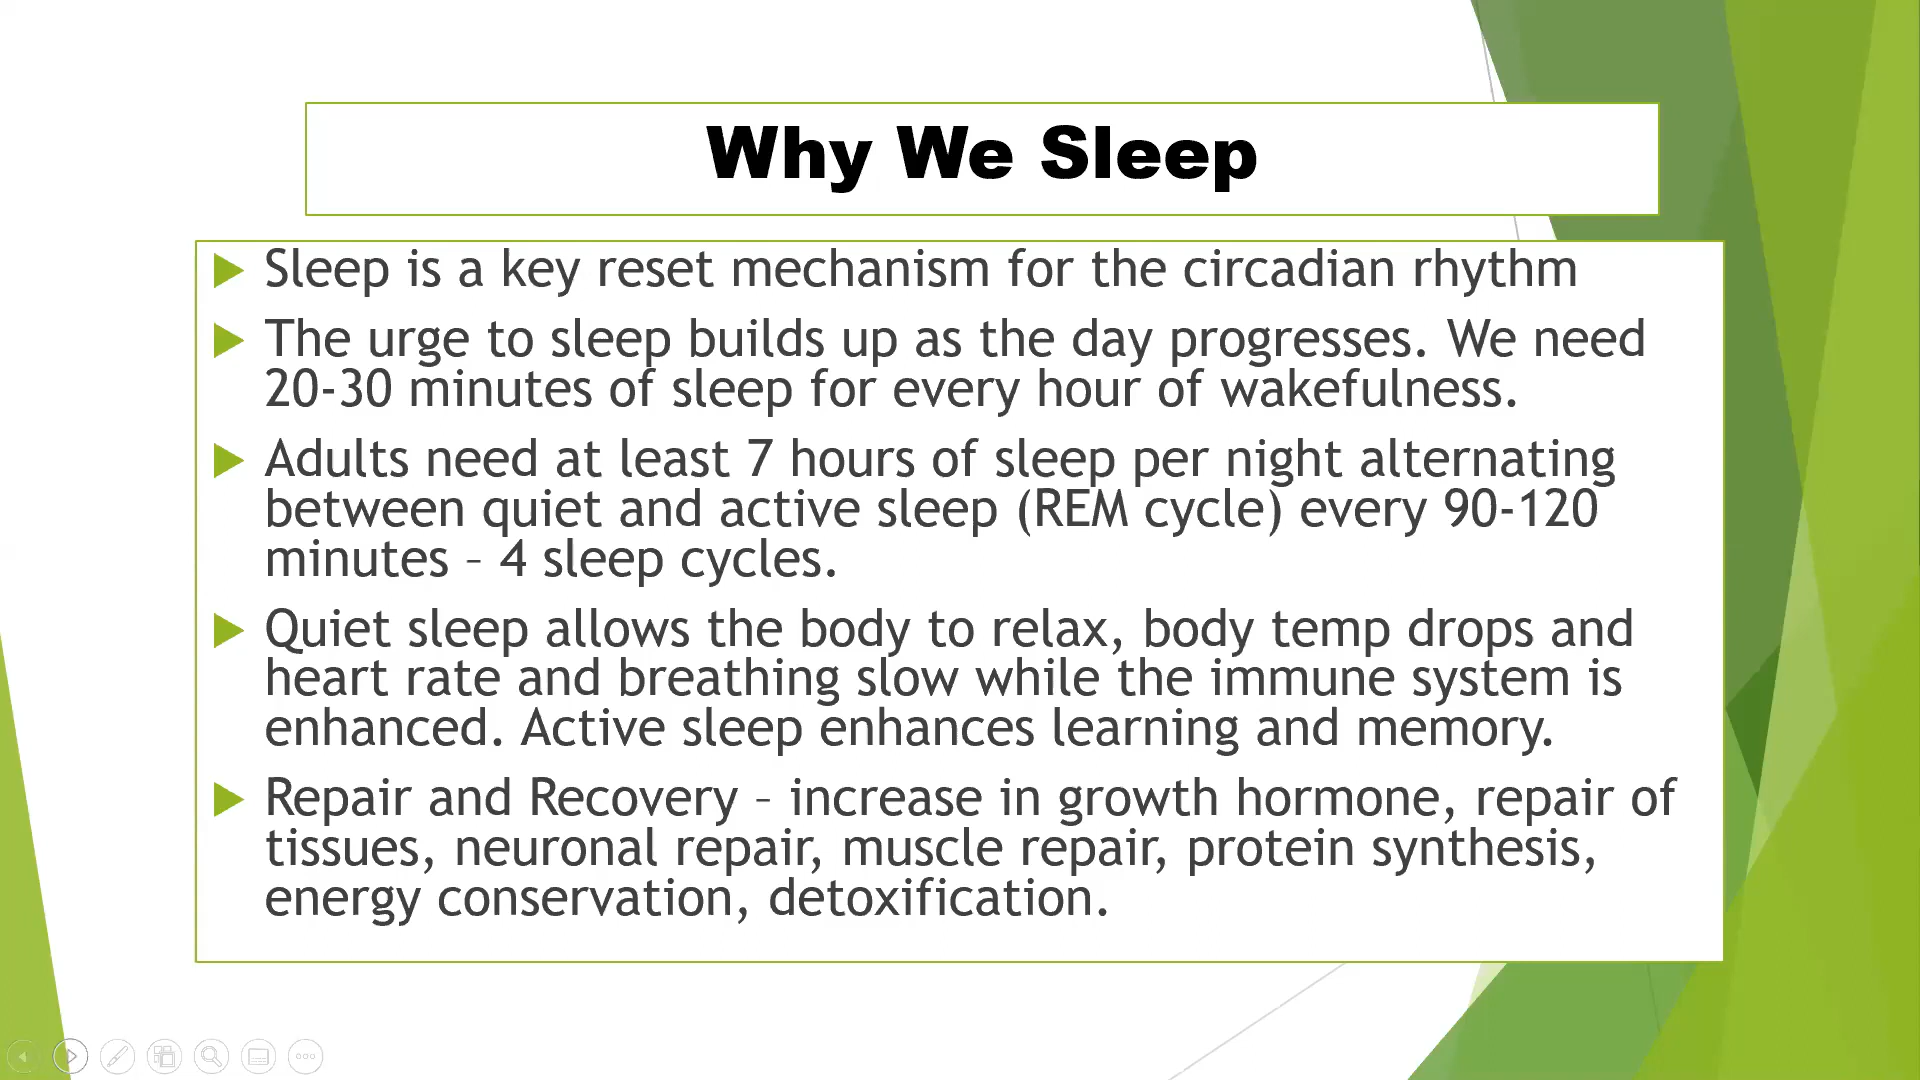 Why We Sleep
Sleep is a key reset mechanism for the circadian rhythm
The urge to sleep builds up as the day progresses. We need
20-30 minutes of sleep for every hour of wakefulness.
Adults need at least 7 hours of sleep per night alternating
between quiet and active sleep (REM cycle) every 90-120
minutes – 4 sleep cycles.
Quiet sleep allows the body to relax, body temp drops and
heart rate and breathing slow while the immune system is
enhanced. Active sleep enhances learning and memory.
Repair and Recovery – increase in growth hormone, repair of
tissues, neuronal repair, muscle repair, protein synthesis,
energy conservation, detoxification.